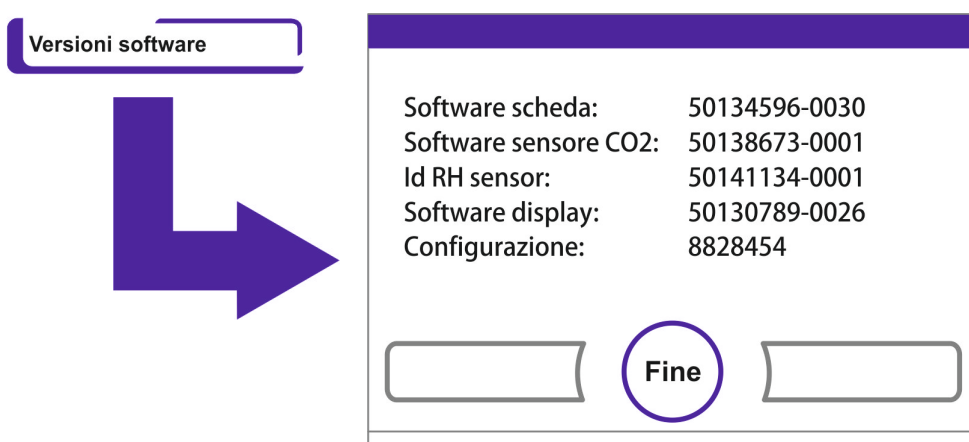 Versioni software
Software scheda: 50134596-0030
Software sensore CO2: 50138673-0001
Id RH sensor: 50141134-0001
Software display: 50130789-0026
Configurazione: 8828454
Fine